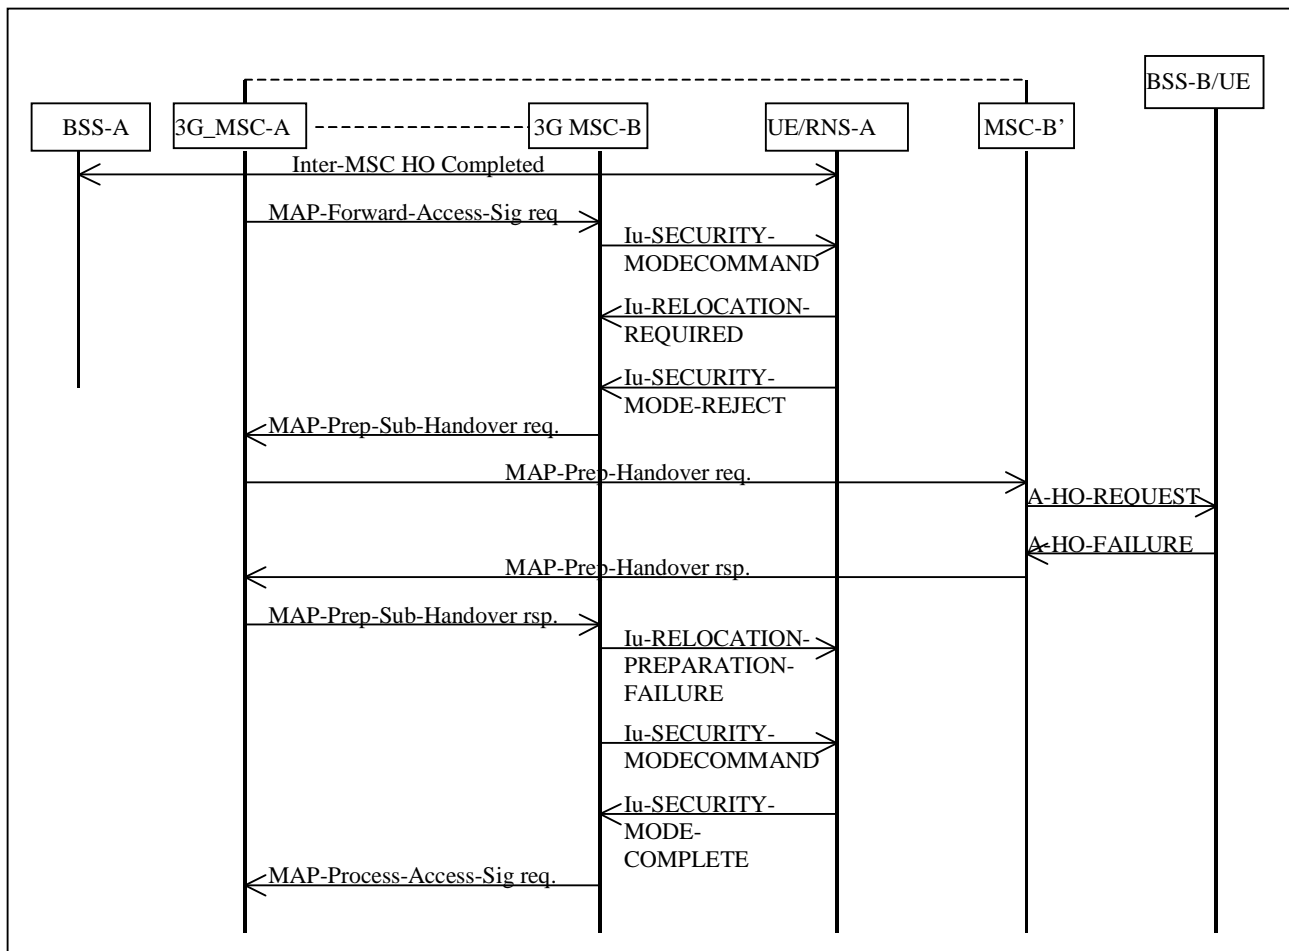 BSS-B/UE
BSS-A
3G_MSC-A
3G MSC-B
UE/RNS-A
MSC-B’
Inter-MSC HO Completed
MAP-Forward-Access-Sig req
Iu-SECURITY-
MODECOMMAND
Iu-RELOCATION-
REQUIRED
Iu-SECURITY-
MODE-REJECT
MAP-Prep-Sub-Handover req.
MAP-Prep-Handover req.
A-HO-REQUEST
A-HO-FAILURE
MAP-Prep-Handover rsp.
MAP-Prep-Sub-Handover rsp.
Iu-RELOCATION-
PREPARATION-
FAILURE
Iu-SECURITY-
MODECOMMAND
Iu-SECURITY-
MODE-
COMPLETE
MAP-Process-Access-Sig req.